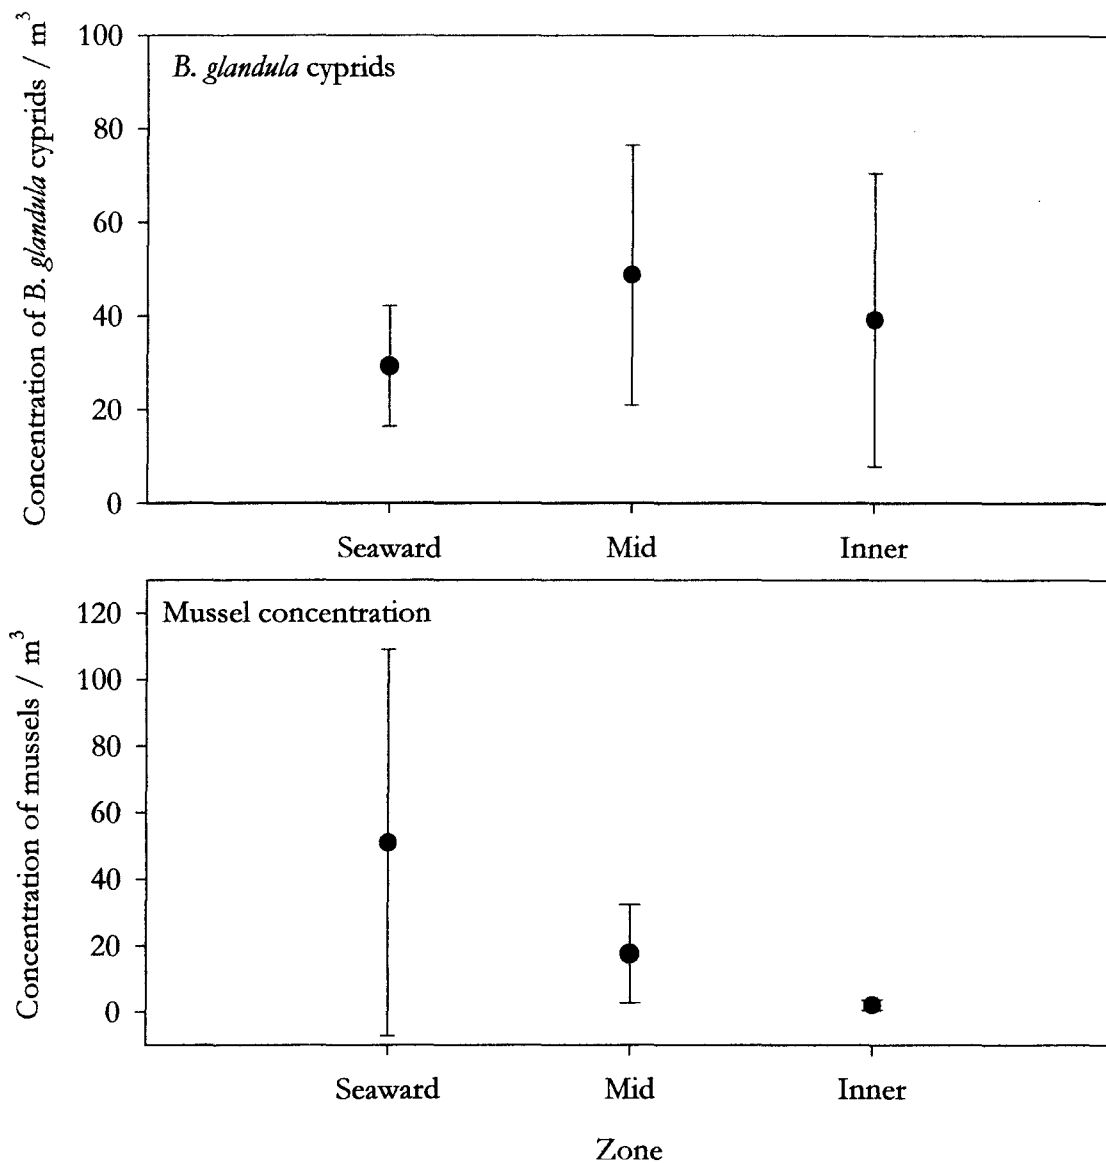 Concentration of B. glandula cyprids / m³
100
80
60
40
20
0
B. glandula cyprids
Seaward Mid Inner
Concentration of mussels / m³
120
100
80
60
40
20
0
Mussel concentration
Seaward Mid Inner
Zone